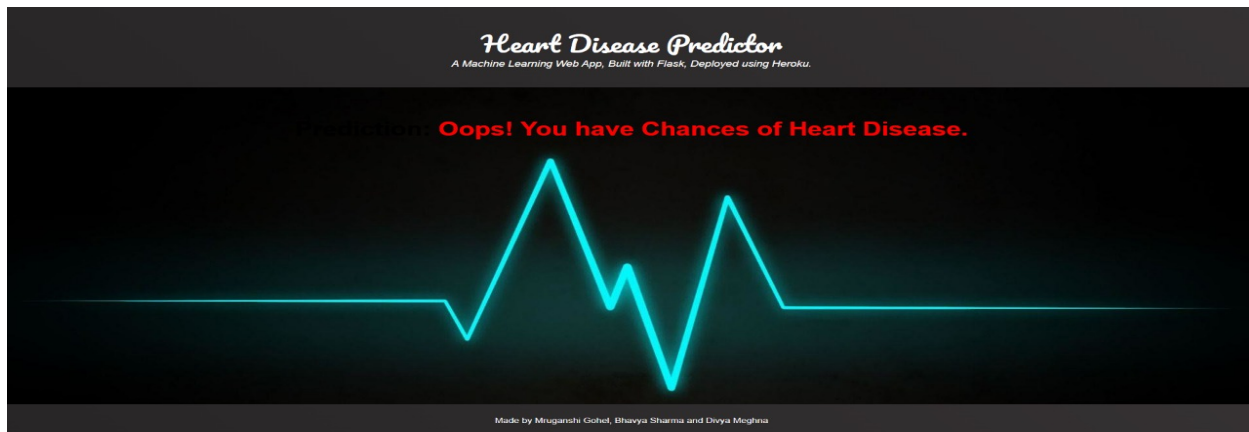 Heart Disease Predictor
A Machine Learning Web App, Built with Flask, Deployed using Heroku.
Prediction: Oops! You have Chances of Heart Disease.
Made by Mruganshi Gohel, Bhavya Sharma and Divya Meghna